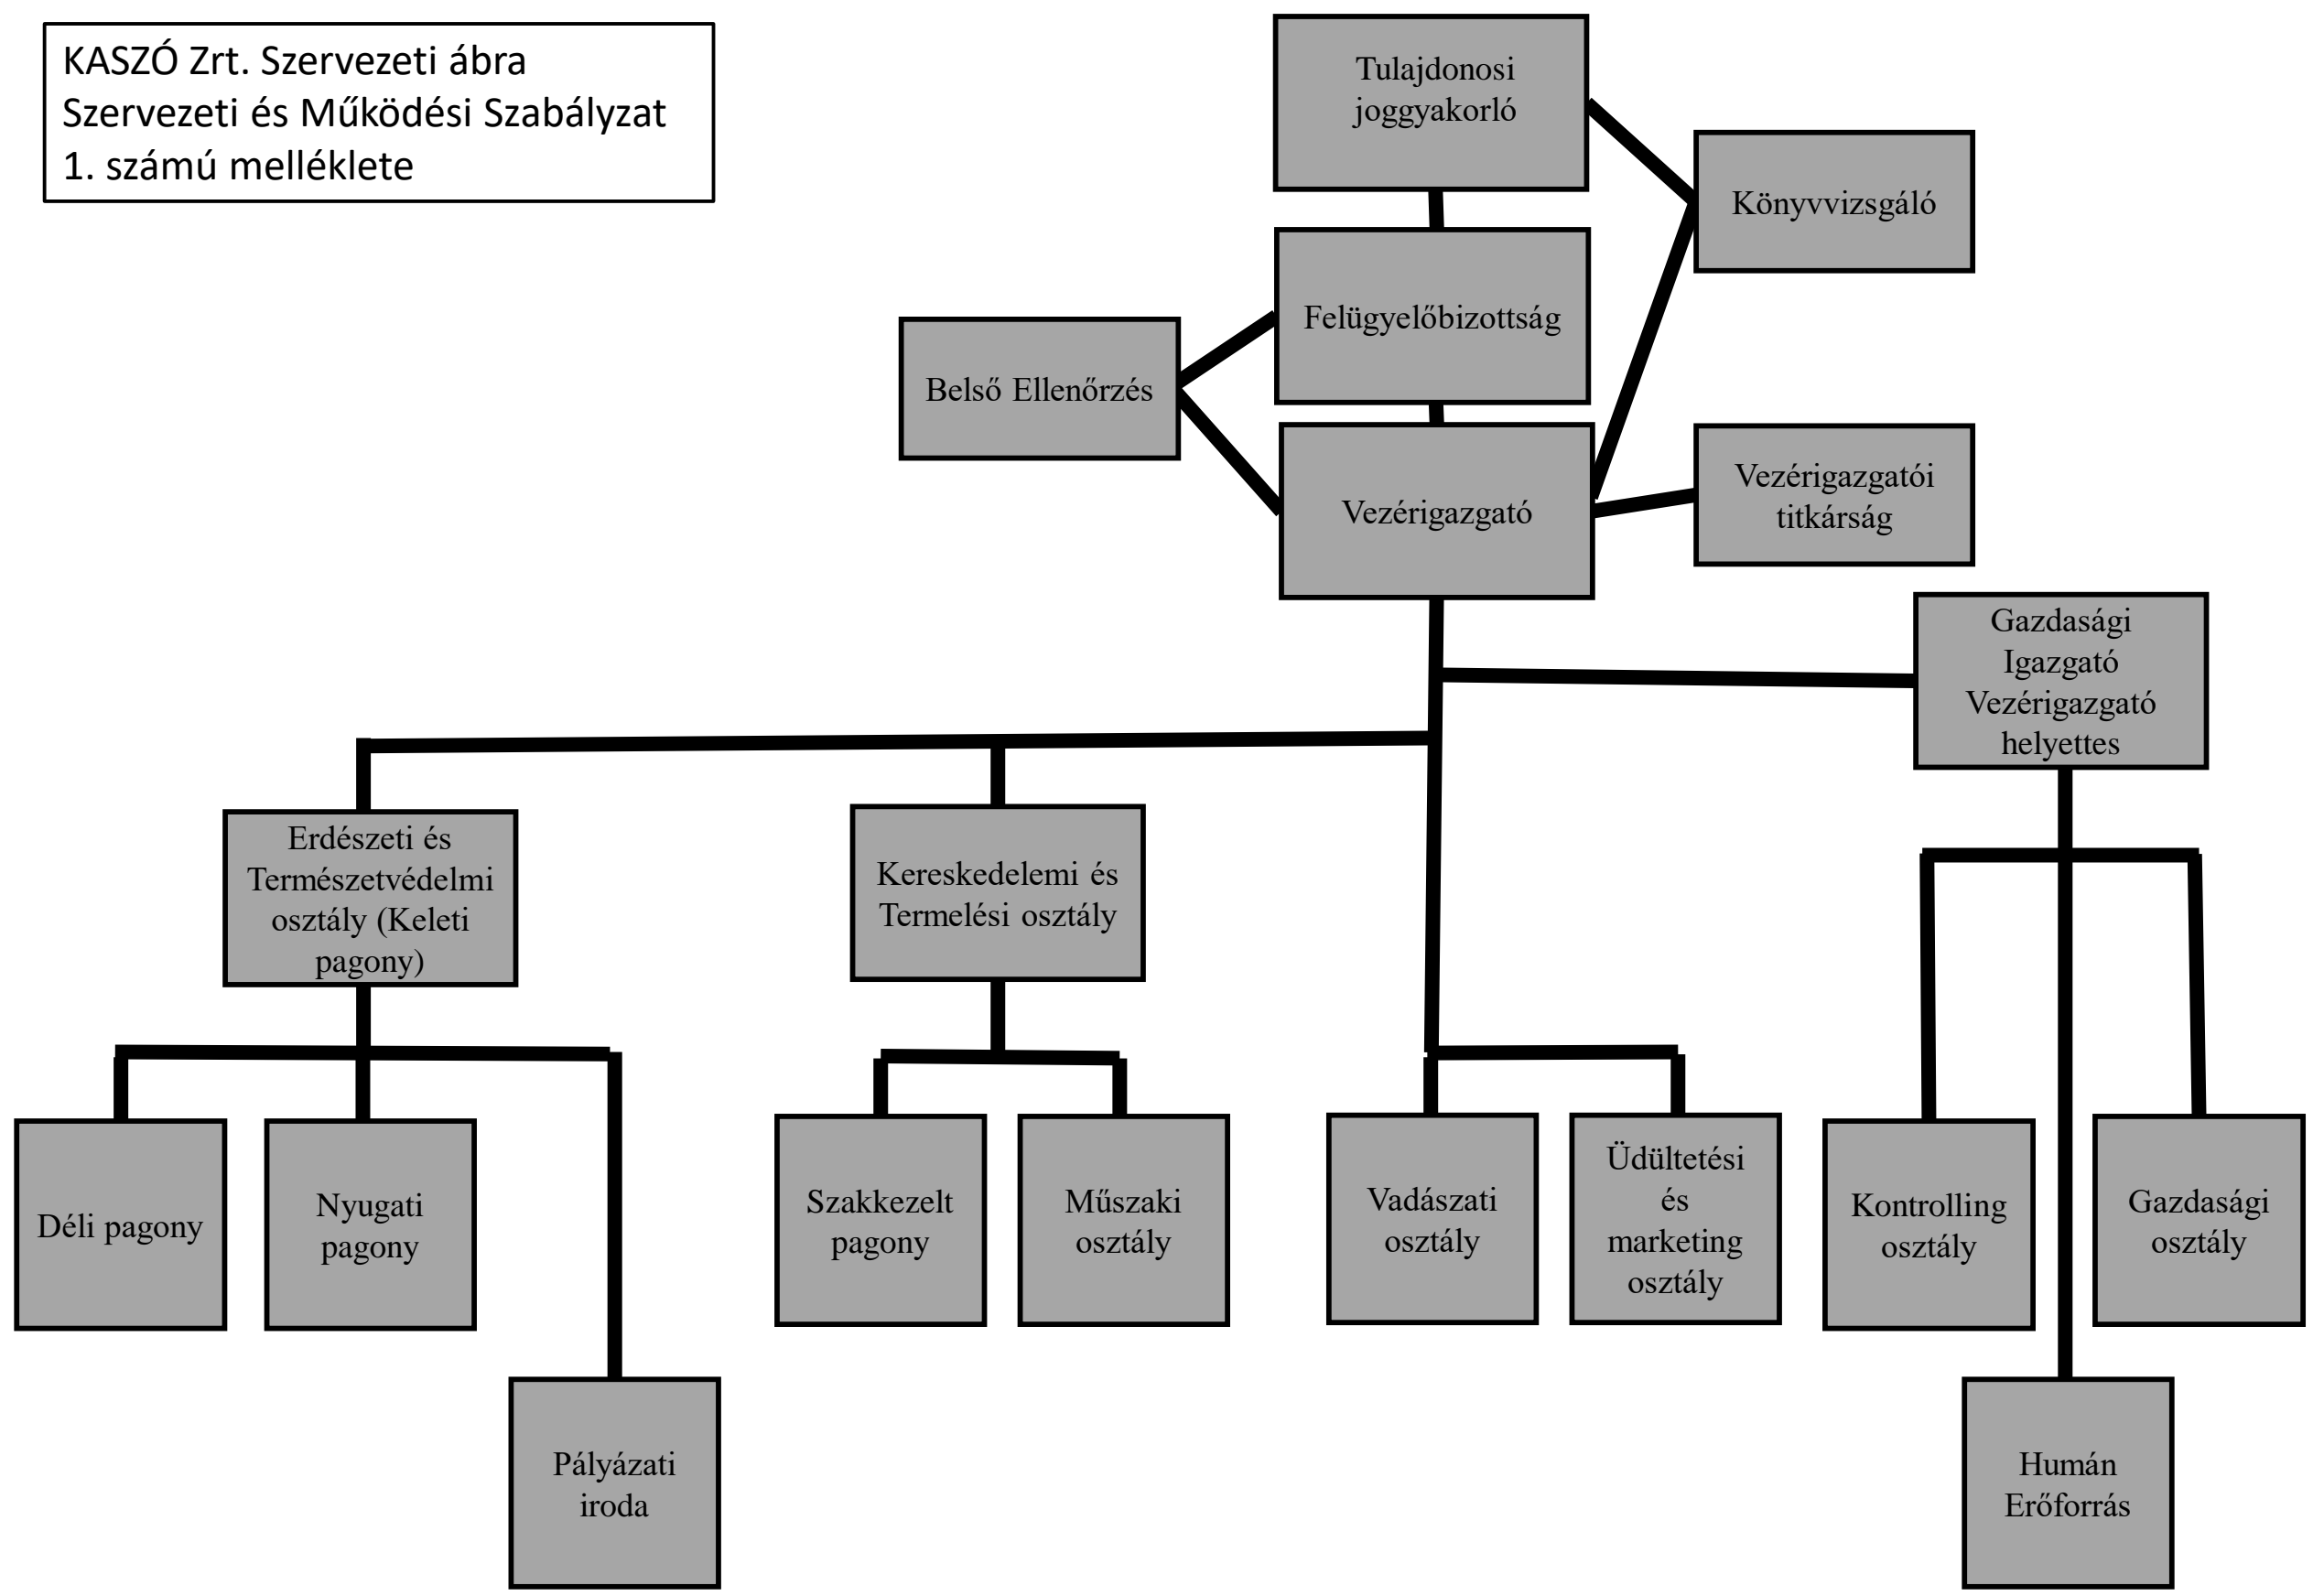 KASZÓ Zrt. Szervezeti ábra
Szervezeti és Működési Szabályzat
1. számú melléklete
Tulajdonosi
joggyakorló
Könyvvizsgáló
Felügyelőbizottság
Belső Ellenőrzés
Vezérigazgató
Vezérigazgatói
titkárság
Gazdasági
Igazgató
Vezérigazgató
helyettes
Erdészeti és
Természetvédelmi
osztály (Keleti
pagony)
Kereskedelemi és
Termelési osztály
Déli pagony
Nyugati
pagony
Szakkezelt
pagony
Műszaki
osztály
Vadászati
osztály
Üdültetési
és
marketing
osztály
Kontrolling
osztály
Gazdasági
osztály
Pályázati
iroda
Humán
Erőforrás